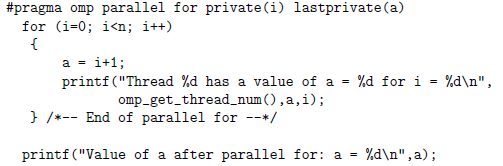 #pragma omp parallel for private(i) lastprivate(a)
for (i=0; i<n; i++)
{
a = i+1;
printf("Thread %d has a value of a = %d for i = %d\n",
omp_get_thread_num(),a,i);
} /*-- End of parallel for --*/
printf("Value of a after parallel for: a = %d\n",a);